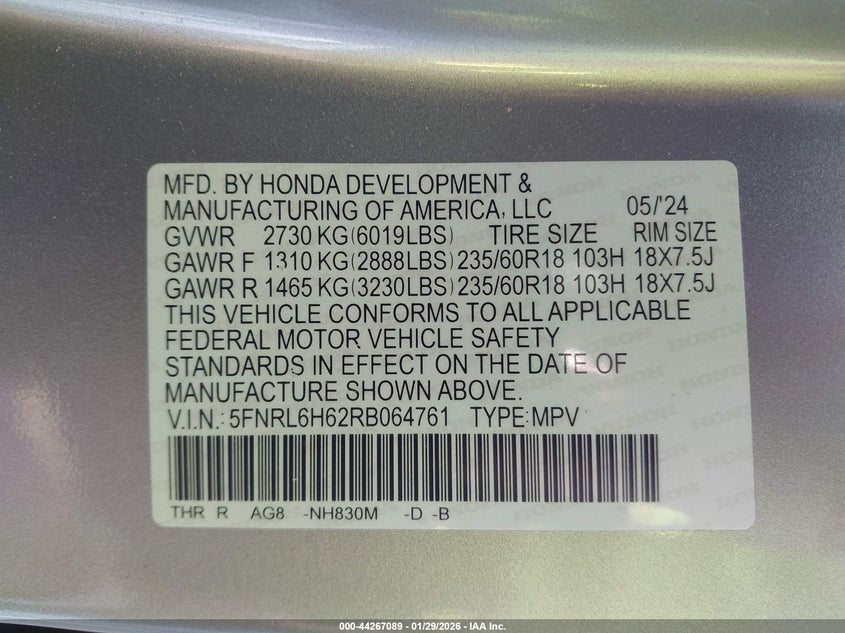 MFD. BY HONDA DEVELOPMENT &
MANUFACTURING OF AMERICA, LLC 05/'24
GVWR 2730 KG(6019LBS) TIRE SIZE RIM SIZE
GAWR F 1310 KG(2888LBS) 235/60R18 103H 18X7.5J
GAWR R 1465 KG(3230LBS) 235/60R18 103H 18X7.5J
THIS VEHICLE CONFORMS TO ALL APPLICABLE
FEDERAL MOTOR VEHICLE SAFETY
STANDARDS IN EFFECT ON THE DATE OF
MANUFACTURE SHOWN ABOVE.
V.I.N.: 5FNRL6H62RB064761 TYPE:MPV
THR R AG8 -NH830M -D -B
000-44267089 - 01/29/2026 - IAA Inc.